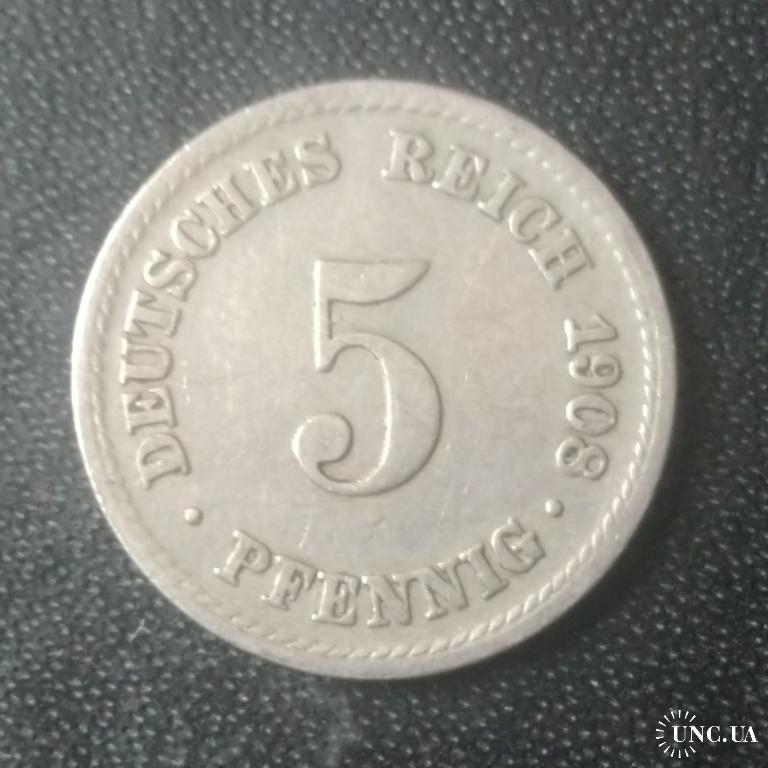 DEUTSCHES REICH 1908
5
· PFENNIG ·
UNC.UA